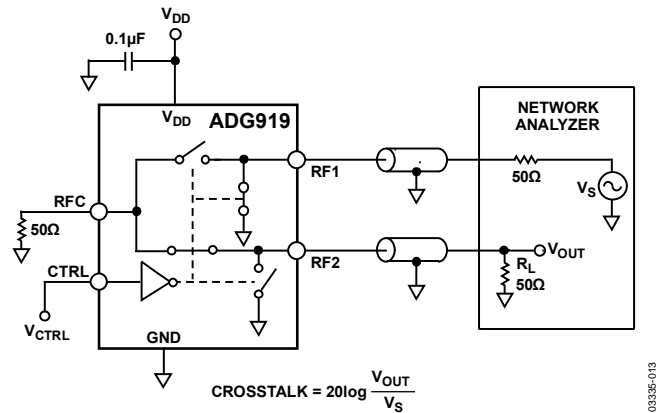 VDD
0.1µF
VDD
ADG919
NETWORK
ANALYZER
RF1
50Ω
VS
RFC
50Ω
RF2
VOUT
RL
50Ω
CTRL
VCTRL
GND
CROSSTALK = 20log VOUT
VS
03335-013